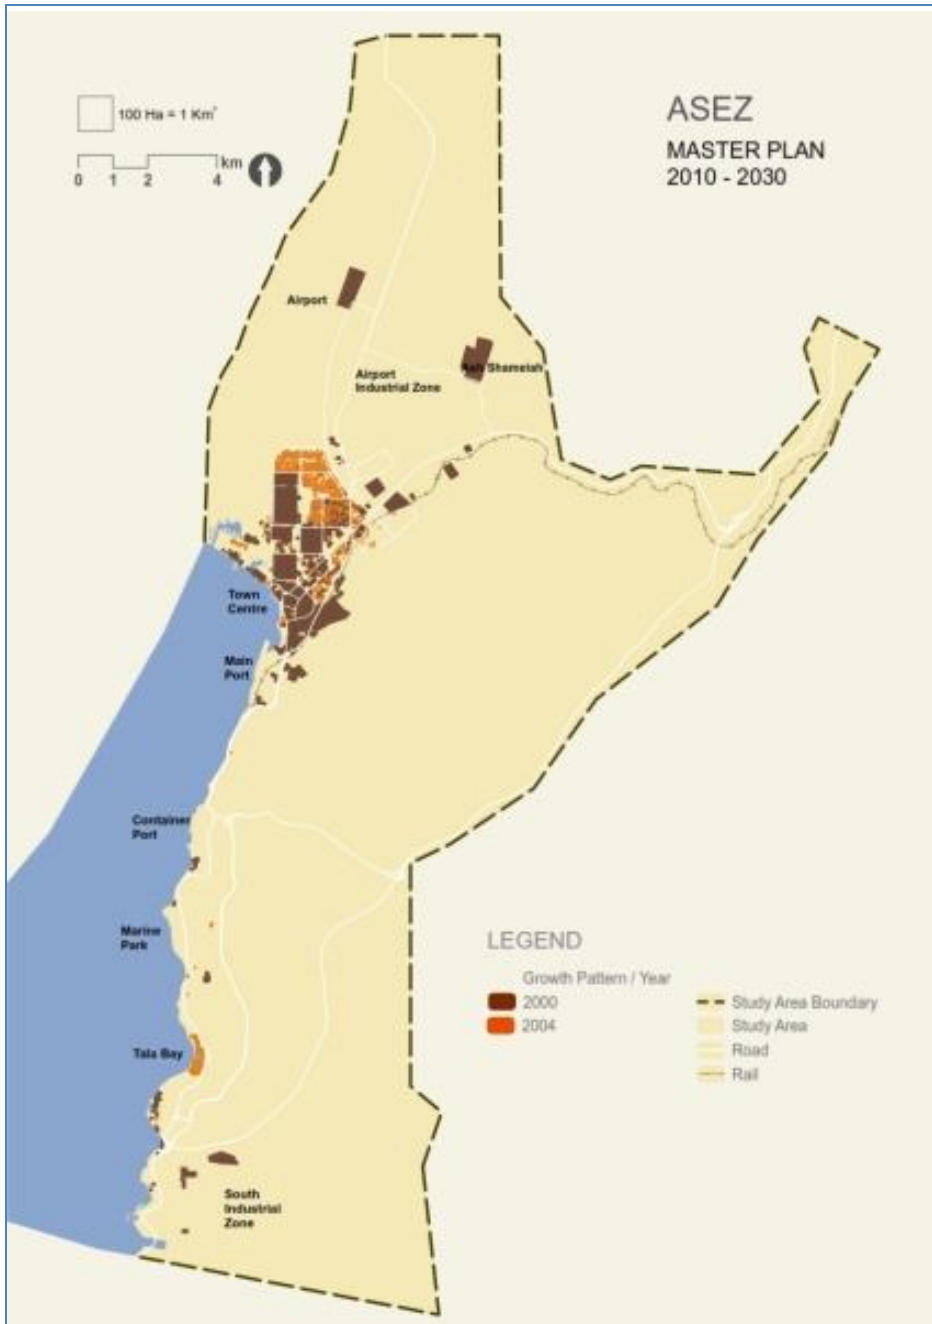 100 Ha = 1 Km²
km
0 1 2 4
ASEZ
MASTER PLAN
2010 - 2030
Airport
Airport
Industrial Zone
Shameiah
Town
Centre
Main
Port
Container
Port
Marine
Park
Tala Bay
South
Industrial
Zone
LEGEND
Growth Pattern / Year
2000
2004
Study Area Boundary
Study Area
Road
Rail